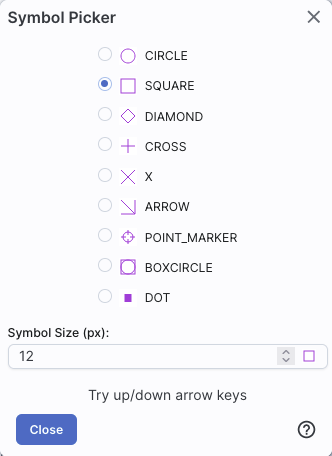 Symbol Picker
CIRCLE
SQUARE
DIAMOND
CROSS
X
ARROW
POINT_MARKER
BOXCIRCLE
DOT
Symbol Size (px):
12
Try up/down arrow keys
Close